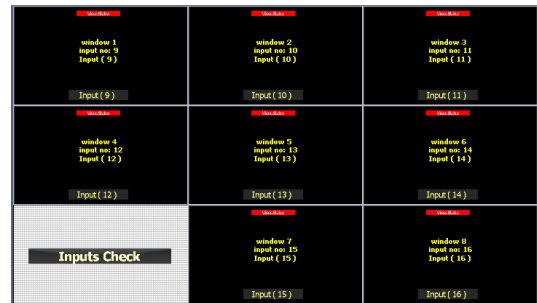 window 1
input no: 9
Input ( 9 )
Input ( 9 )
window 2
input no: 10
Input ( 10 )
Input ( 10 )
window 3
input no: 11
Input ( 11 )
Input ( 11 )
window 4
input no: 12
Input ( 12 )
Input ( 12 )
window 5
input no: 13
Input ( 13 )
Input ( 13 )
window 6
input no: 14
Input ( 14 )
Input ( 14 )
Inputs Check
window 7
input no: 15
Input ( 15 )
Input ( 15 )
window 8
input no: 16
Input ( 16 )
Input ( 16 )